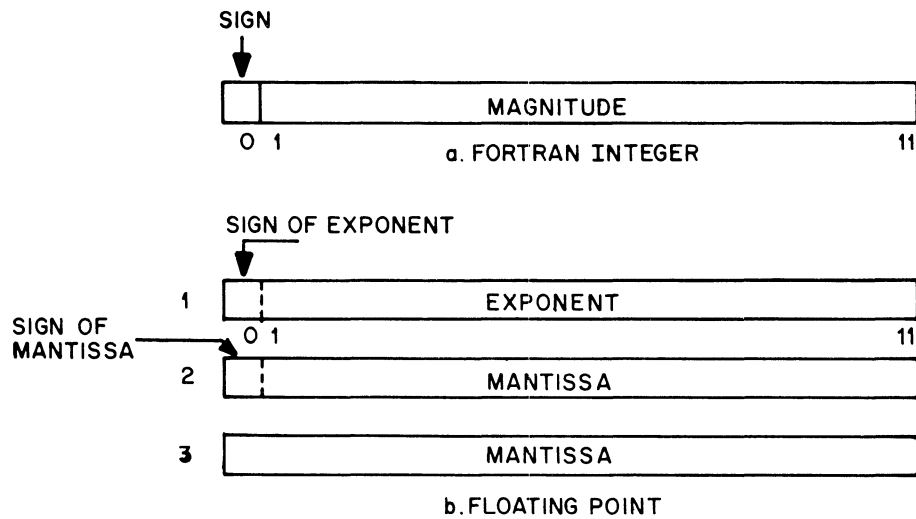 SIGN
MAGNITUDE
0 1 11
a. FORTRAN INTEGER
SIGN OF EXPONENT
1 EXPONENT
0 1 11
SIGN OF
MANTISSA
2 MANTISSA
3 MANTISSA
b. FLOATING POINT